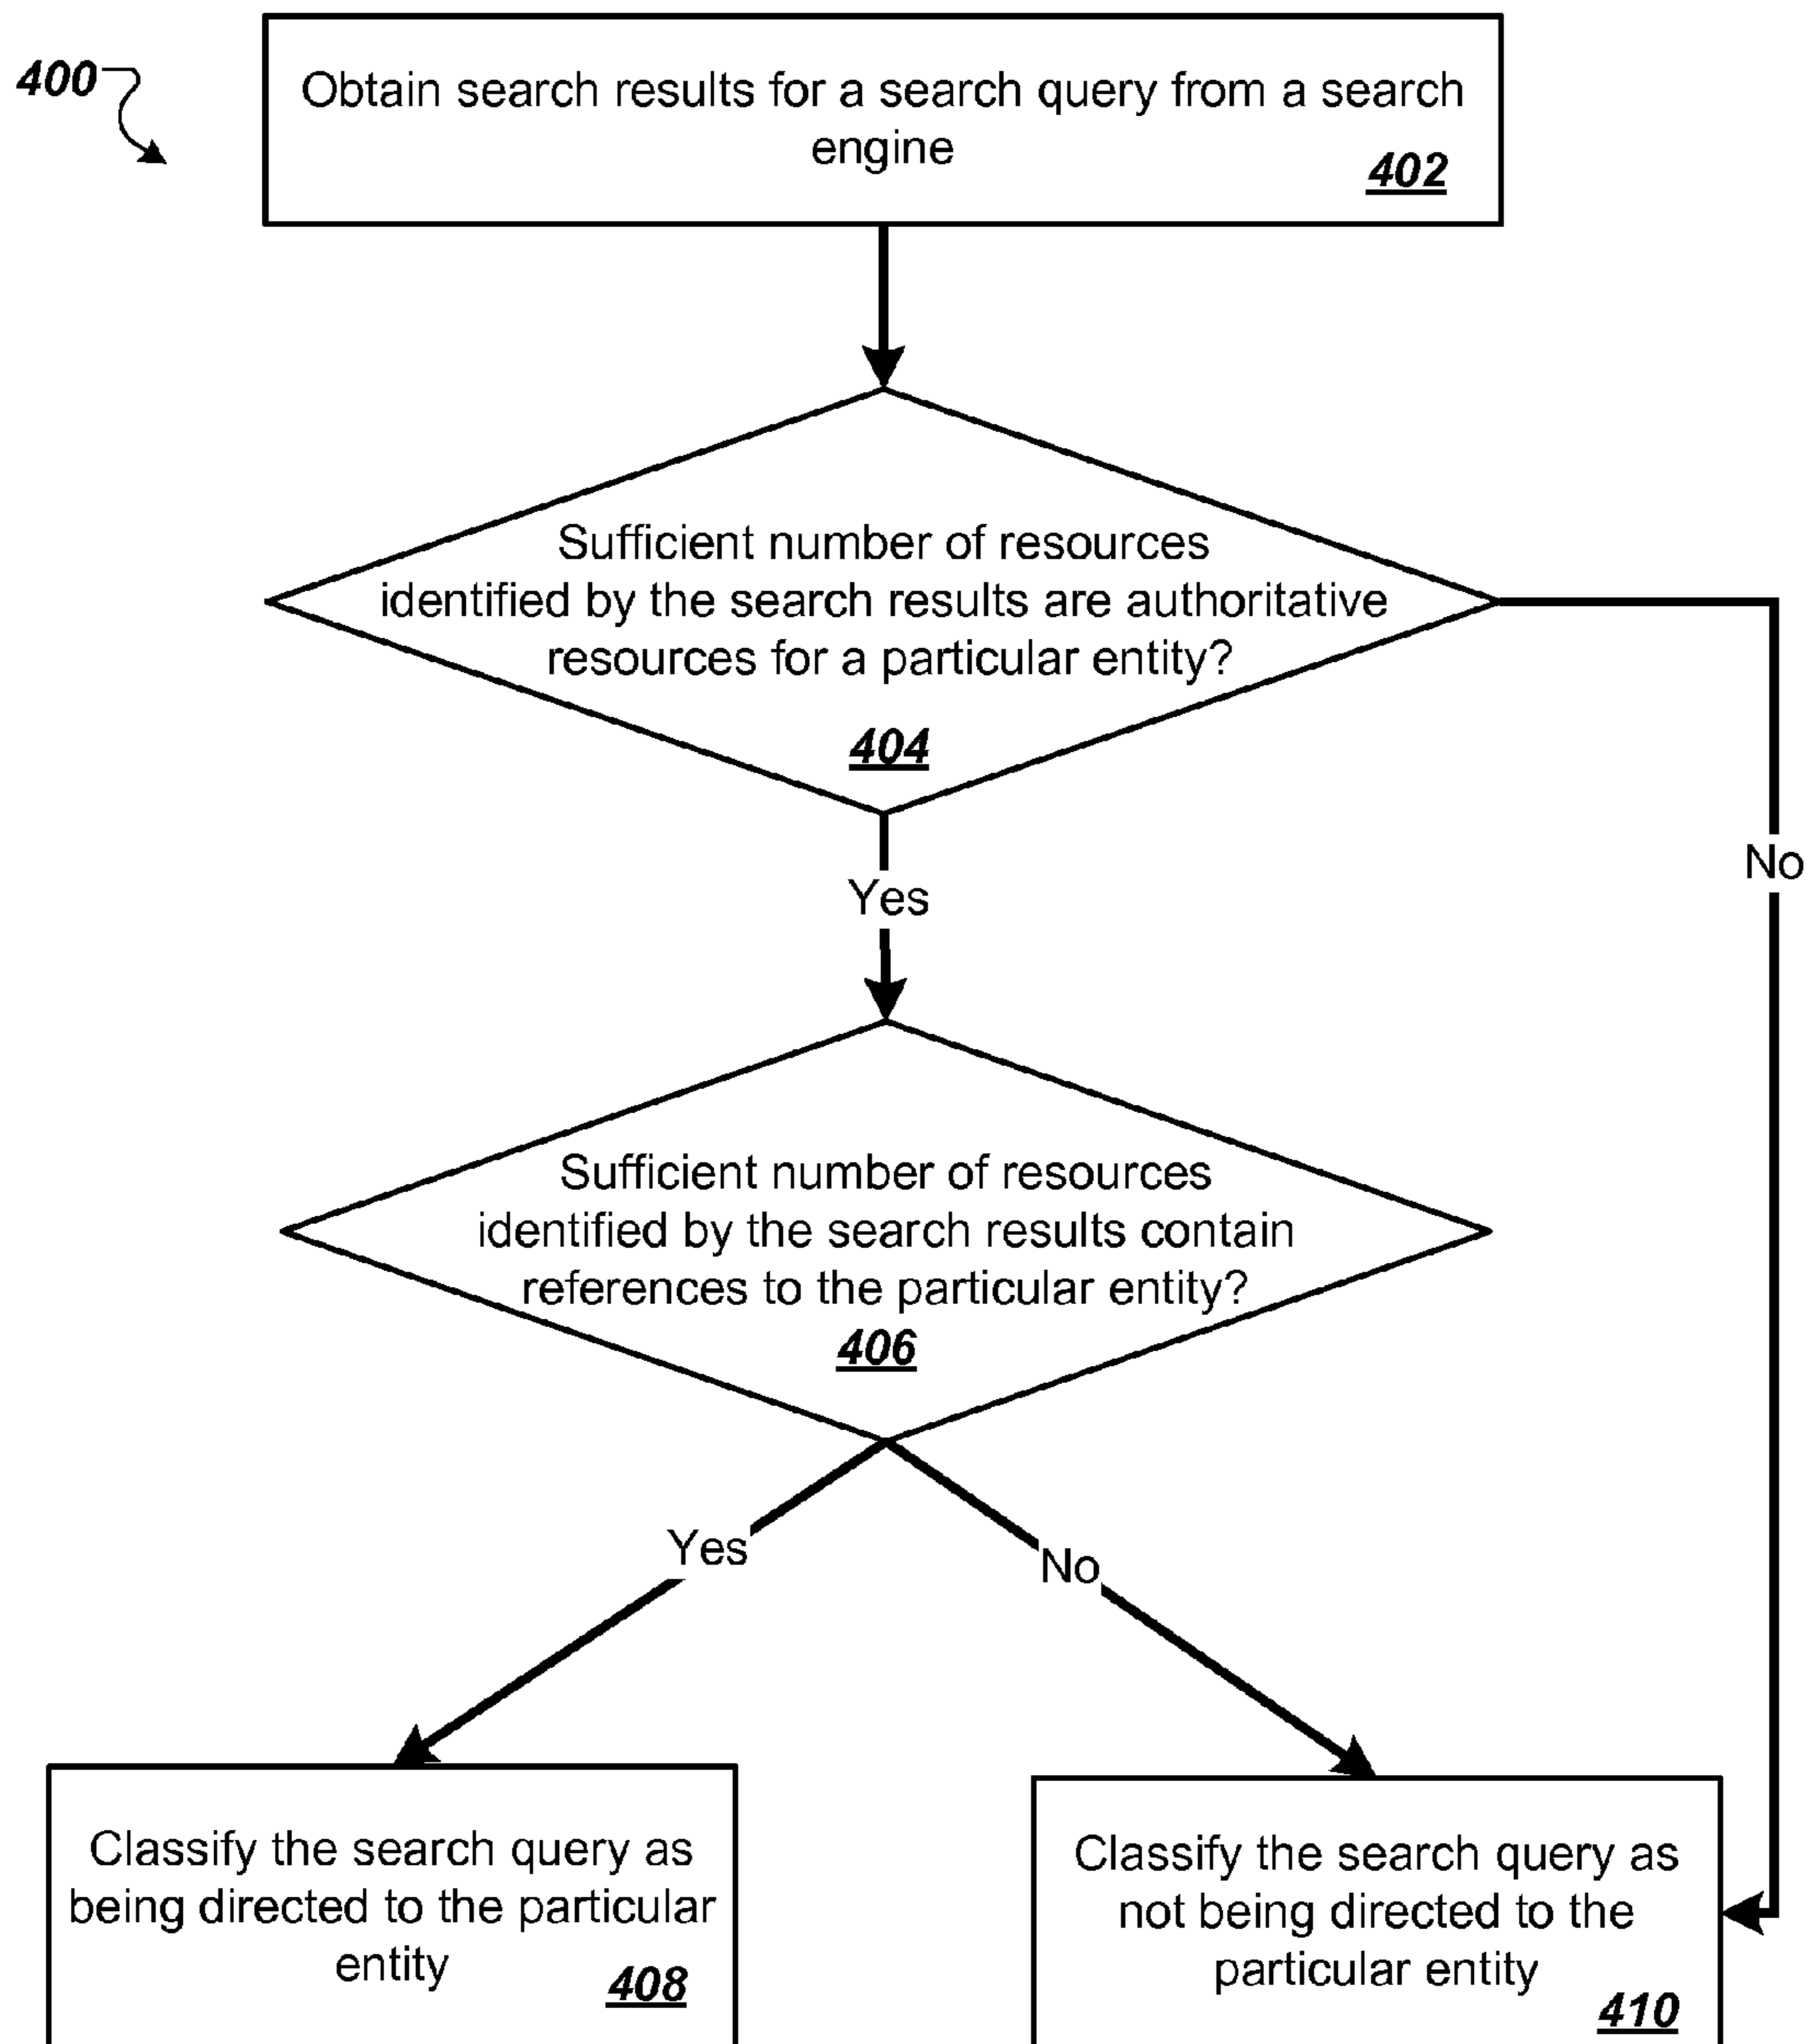 400
Obtain search results for a search query from a search
engine
402
Sufficient number of resources
identified by the search results are authoritative
resources for a particular entity?
404
No
Yes
Sufficient number of resources
identified by the search results contain
references to the particular entity?
406
Yes
No
Classify the search query as
being directed to the particular
entity
408
Classify the search query as
not being directed to the
particular entity
410